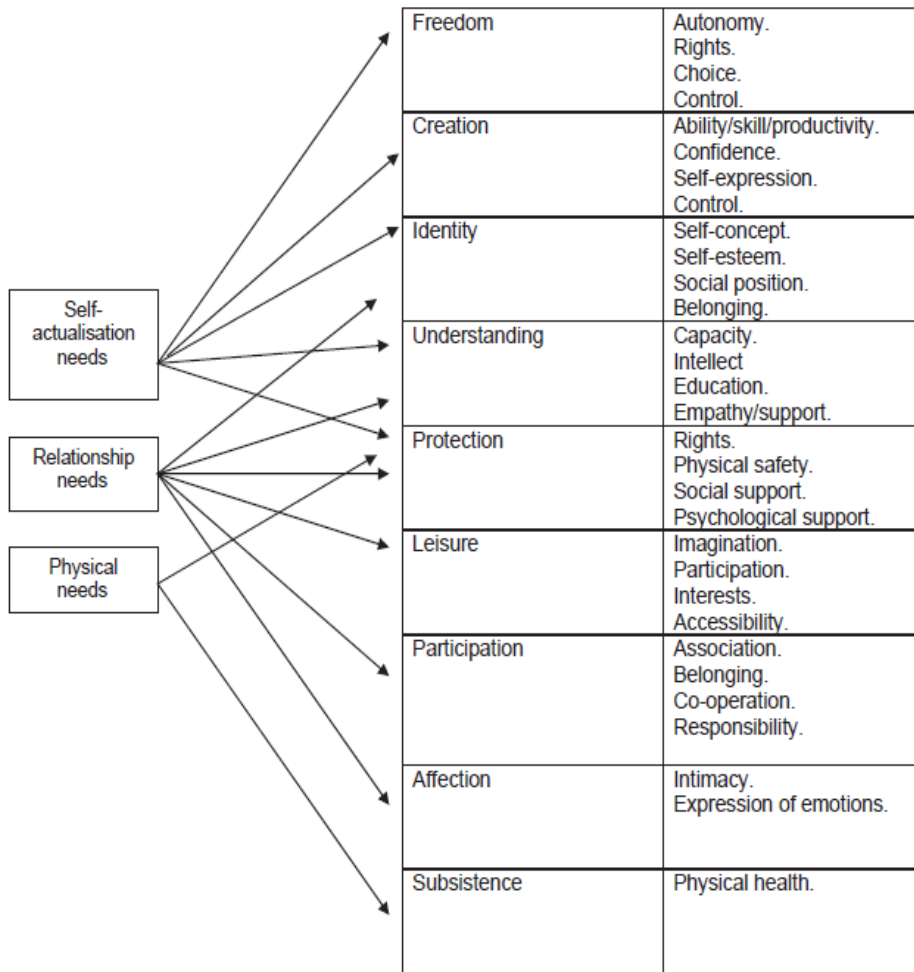 Freedom
Autonomy.
Rights.
Choice.
Control.
Creation
Ability/skill/productivity.
Confidence.
Self-expression.
Control.
Identity
Self-concept.
Self-esteem.
Social position.
Belonging.
Self-
actualisation
needs
Understanding
Capacity.
Intellect
Education.
Empathy/support.
Relationship
needs
Protection
Rights.
Physical safety.
Social support.
Psychological support.
Physical
needs
Leisure
Imagination.
Participation.
Interests.
Accessibility.
Participation
Association.
Belonging.
Co-operation.
Responsibility.
Affection
Intimacy.
Expression of emotions.
Subsistence
Physical health.